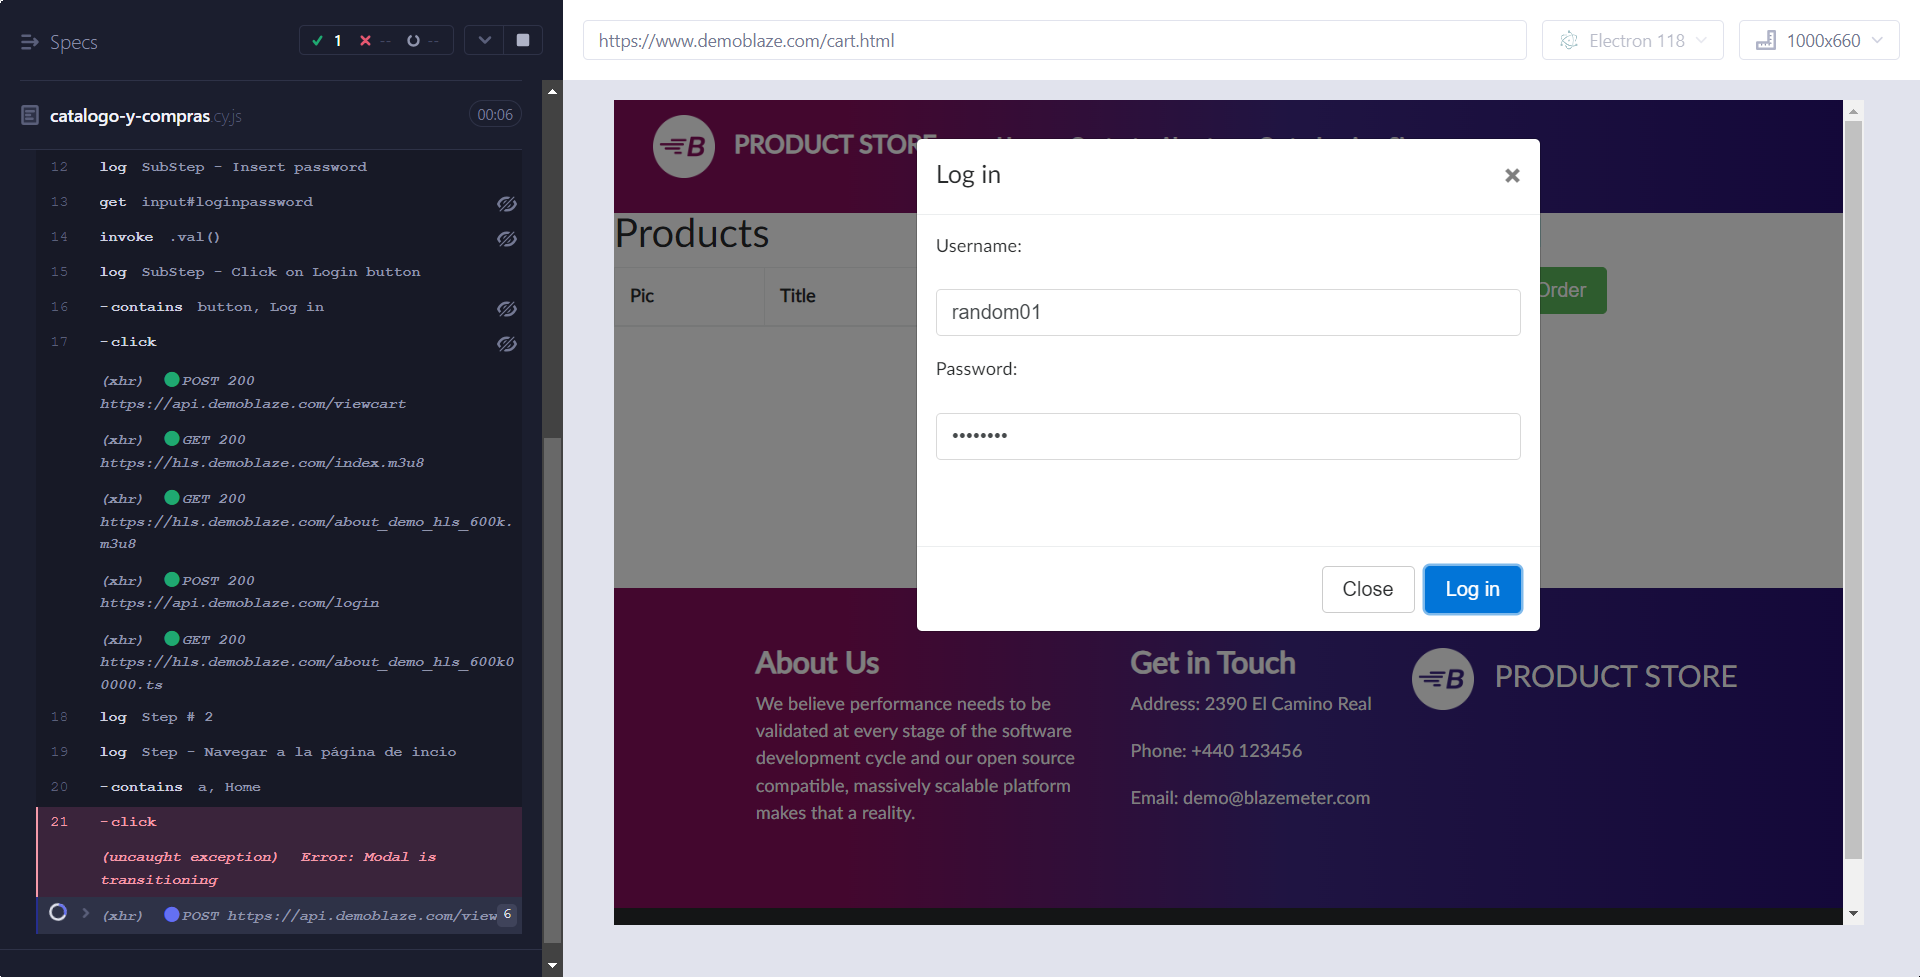 Specs
1
--
--
https://www.demoblaze.com/cart.html
Electron 118
1000x660
catalogo-y-compras.cy.js
00:06
12 log SubStep - Insert password
13 get input#loginpassword
14 invoke .val()
15 log SubStep - Click on Login button
16 -contains button, Log in
17 -click
(xhr) POST 200
https://api.demoblaze.com/viewcart
(xhr) GET 200
https://hls.demoblaze.com/index.m3u8
(xhr) GET 200
https://hls.demoblaze.com/about_demo_hls_600k.
m3u8
(xhr) POST 200
https://api.demoblaze.com/login
(xhr) GET 200
https://hls.demoblaze.com/about_demo_hls_600k0
0000.ts
18 log Step # 2
19 log Step - Navegar a la página de incio
20 -contains a, Home
21 -click
(uncaught exception) Error: Modal is
transitioning
(xhr) POST https://api.demoblaze.com/view 6
PRODUCT STOR
Products
Pic Title
Order
Log in
Username:
random01
Password:
••••••••
Close Log in
About Us
We believe performance needs to be
validated at every stage of the software
development cycle and our open source
compatible, massively scalable platform
makes that a reality.
Get in Touch
Address: 2390 El Camino Real
Phone: +440 123456
Email: demo@blazemeter.com
B PRODUCT STORE